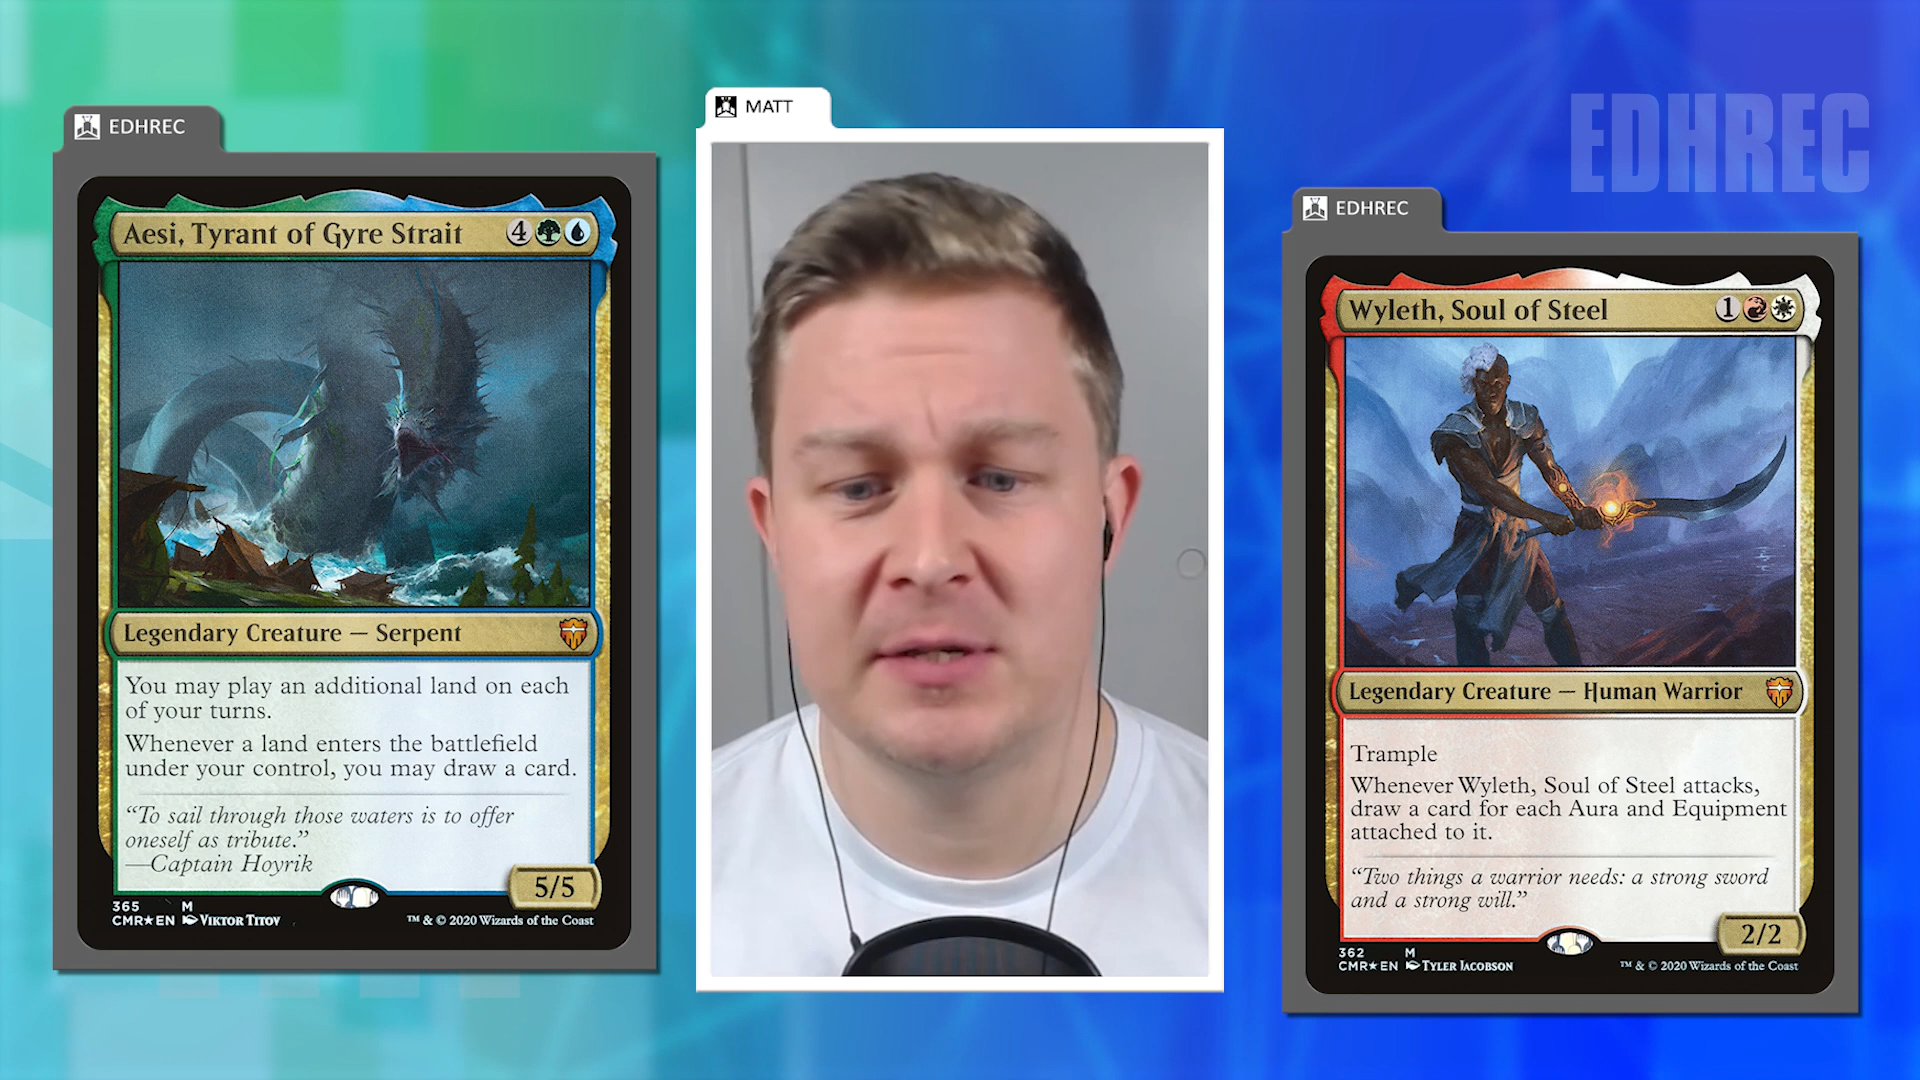 EDHREC
Aesi, Tyrant of Gyre Strait 4
Legendary Creature — Serpent
You may play an additional land on each
of your turns.
Whenever a land enters the battlefield
under your control, you may draw a card.
“To sail through those waters is to offer
oneself as tribute.”
—Captain Hoyrik
5/5
365 M
CMR★EN Viktor Titov
™ & © 2020 Wizards of the Coast
MATT
EDHREC
EDHREC
Wyleth, Soul of Steel 1
Legendary Creature — Human Warrior
Trample
Whenever Wyleth, Soul of Steel attacks,
draw a card for each Aura and Equipment
attached to it.
“Two things a warrior needs: a strong sword
and a strong will.”
2/2
362 M
CMR★EN Tyler Jacobson
™ & © 2020 Wizards of the Coast